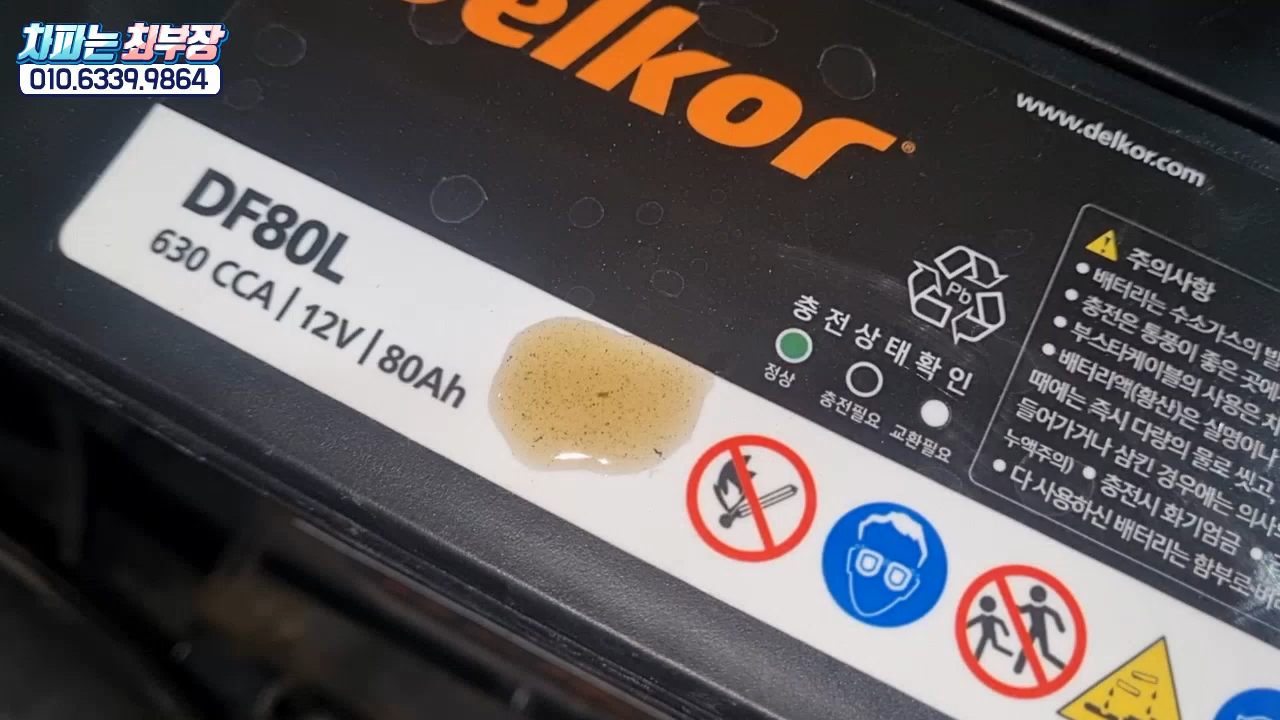 차파는 최부장
010.6339.9864
delkor®
www.delkor.com
DF80L
630 CCA | 12V | 80Ah
Pb
충전상태확인
정상
충전필요
교환필요
주의사항
● 배터리는 수소가스의
● 충전은 통풍이 좋은 곳에
● 부스타케이블의 사용은
● 배터리액(황산)은 실명이나
때에는 즉시 다량의 물로 씻고,
들어가거나 삼킨 경우에는
누액주의) ● 충전시 화기엄금 ●
● 다 사용하신 배터리는 함부로